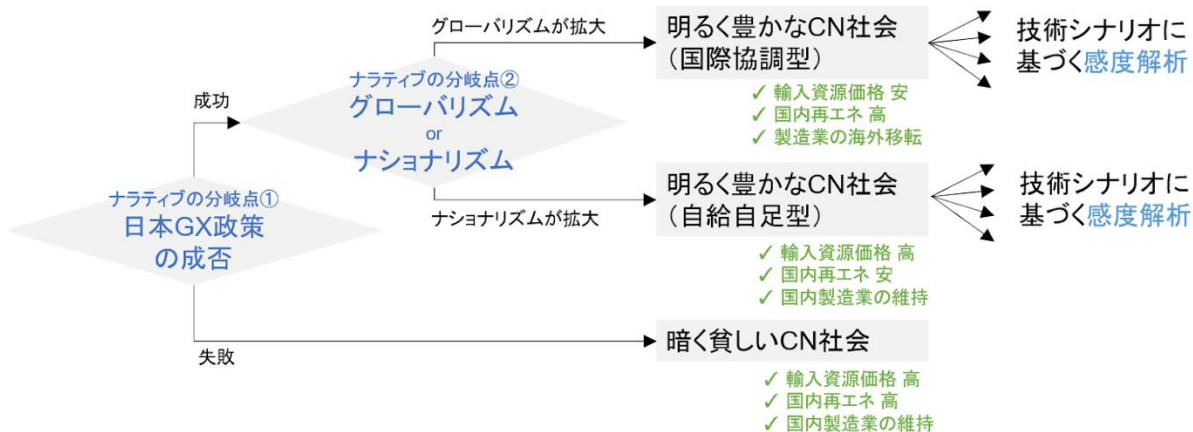 グローバリズムが拡大
明るく豊かなCN社会
（国際協調型）
✓ 輸入資源価格 安
✓ 国内再エネ 高
✓ 製造業の海外移転
技術シナリオに
基づく感度解析
ナラティブの分岐点②
グローバリズム
or
ナショナリズム
成功
ナラティブの分岐点①
日本GX政策
の成否
ナショナリズムが拡大
明るく豊かなCN社会
（自給自足型）
✓ 輸入資源価格 高
✓ 国内再エネ 安
✓ 国内製造業の維持
技術シナリオに
基づく感度解析
失敗
暗く貧しいCN社会
✓ 輸入資源価格 高
✓ 国内再エネ 高
✓ 国内製造業の維持